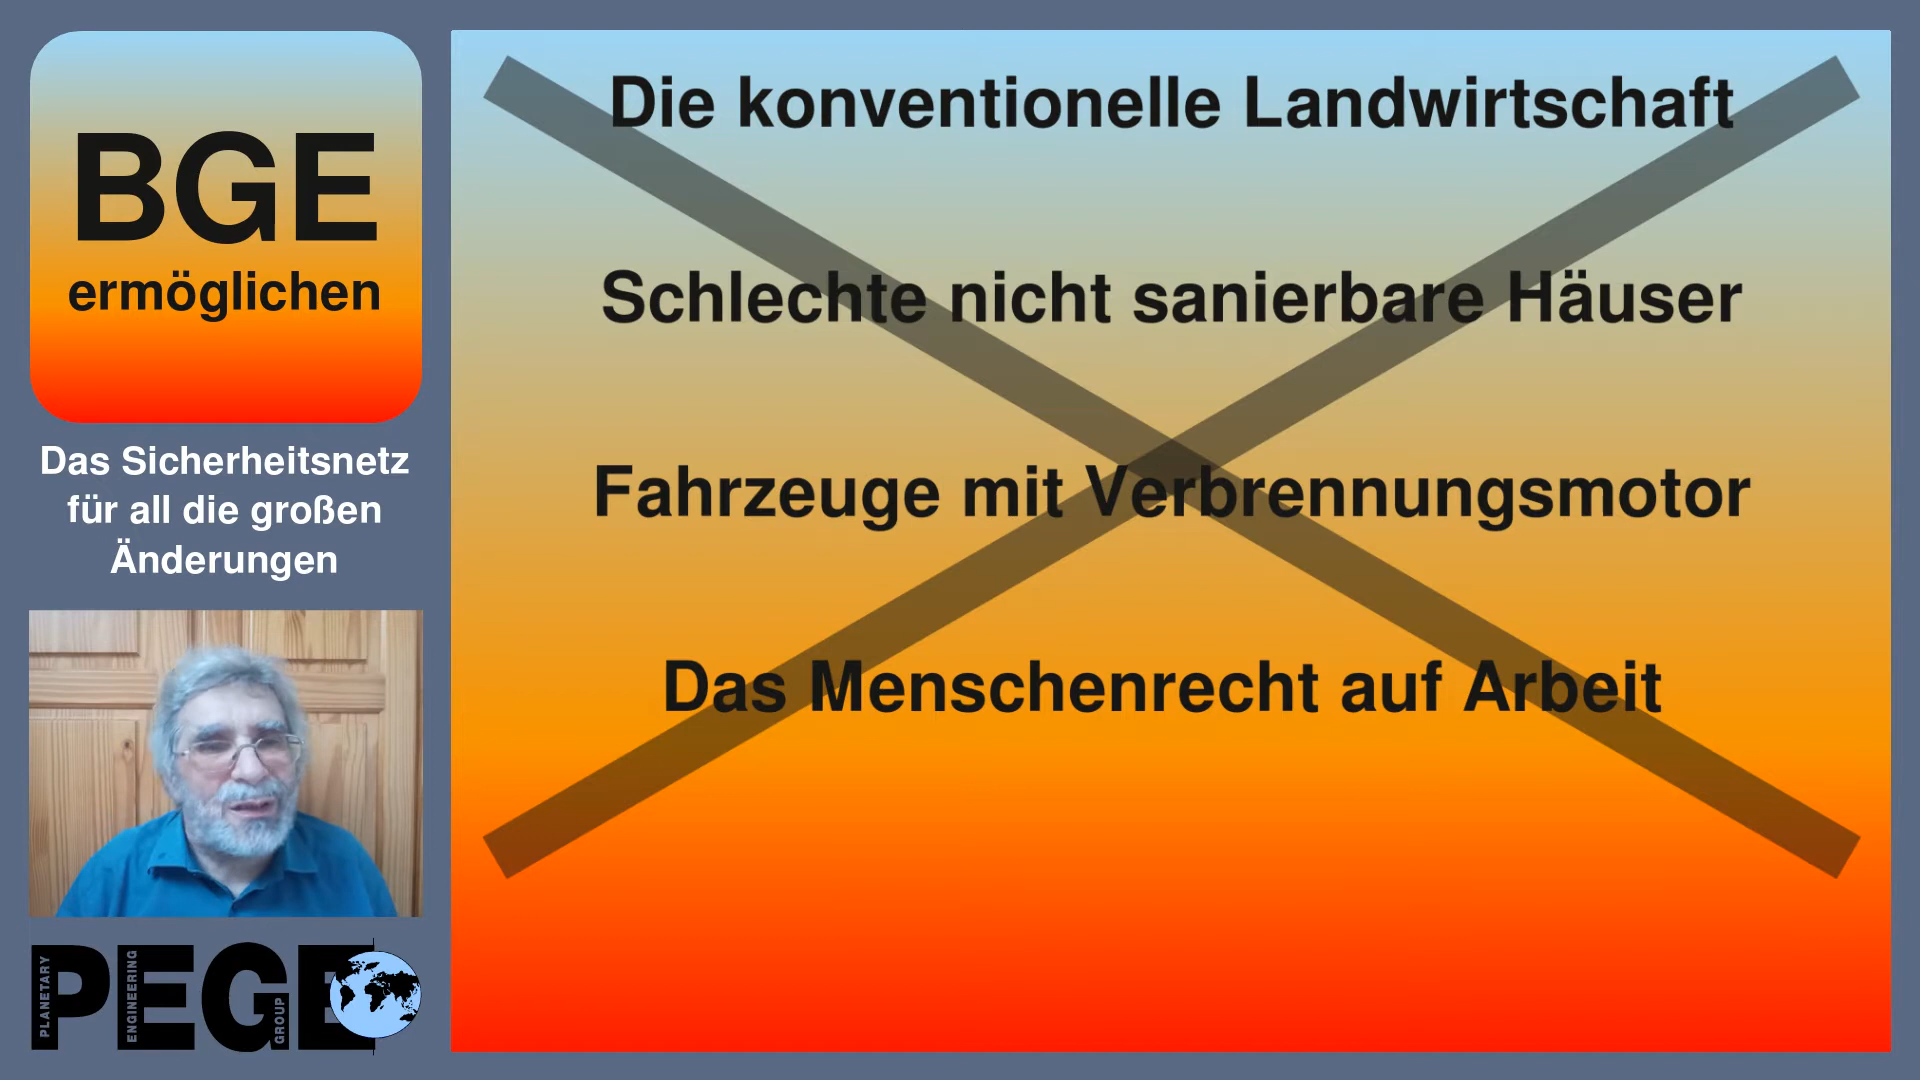 BGE
ermöglichen
Das Sicherheitsnetz
für all die großen
Änderungen
Die konventionelle Landwirtschaft
Schlechte nicht sanierbare Häuser
Fahrzeuge mit Verbrennungsmotor
Das Menschenrecht auf Arbeit
PEGE
PLANETARY
ENGINEERING
GROUP